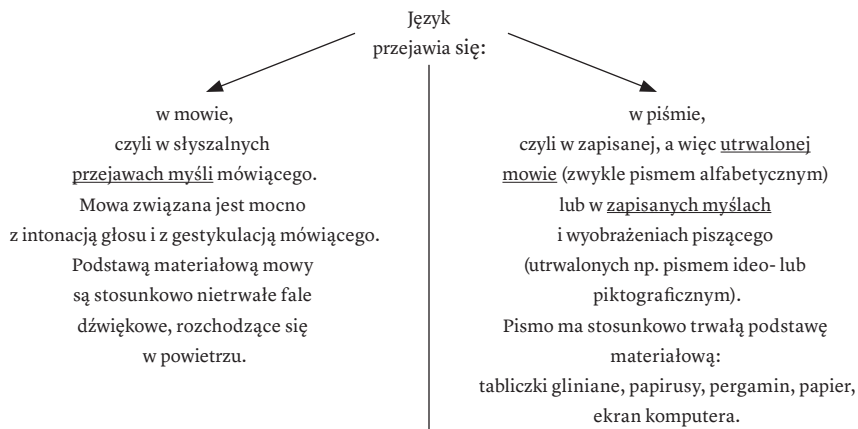 Język
przejawia się:
w mowie,
czyli w słyszalnych
przejawach myśli mówiącego.
Mowa związana jest mocno
z intonacją głosu i z gestykulacją mówiącego.
Podstawą materiałową mowy
są stosunkowo nietrwałe fale
dźwiękowe, rozchodzące się
w powietrzu.
w piśmie,
czyli w zapisanej, a więc utrwalonej
mowie (zwykle pismem alfabetycznym)
lub w zapisanych myślach
i wyobrażeniach piszącego
(utrwalonych np. pismem ideo- lub
piktograficznym).
Pismo ma stosunkowo trwałą podstawę
materiałową:
tabliczki gliniane, papirusy, pergamin, papier,
ekran komputera.